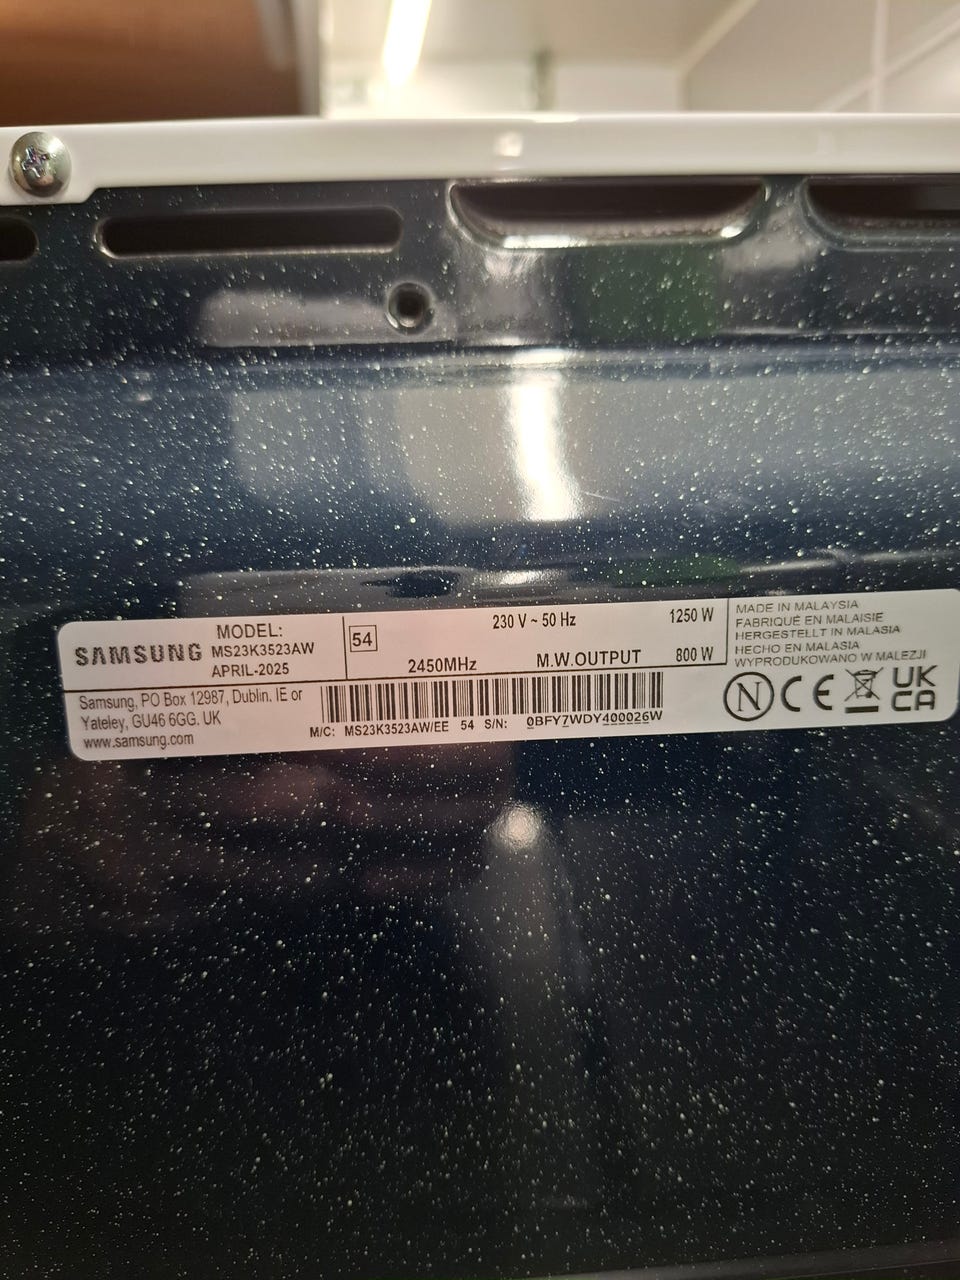 SAMSUNG
MODEL:
MS23K3523AW
APRIL-2025
Samsung, PO Box 12987, Dublin. IE or
Yateley, GU46 6GG. UK
www.samsung.com
54
230 V ~ 50 Hz
1250 W
2450MHz
M.W.OUTPUT
800 W
M/C: MS23K3523AW/EE 54 S/N: 0BFY7WDY400026W
MADE IN MALAYSIA
FABRIQUÉ EN MALAISIE
HERGESTELLT IN MALASIA
HECHO EN MALASIA
WYPRODUKOWANO W MALEZJI
N CE UK
CA